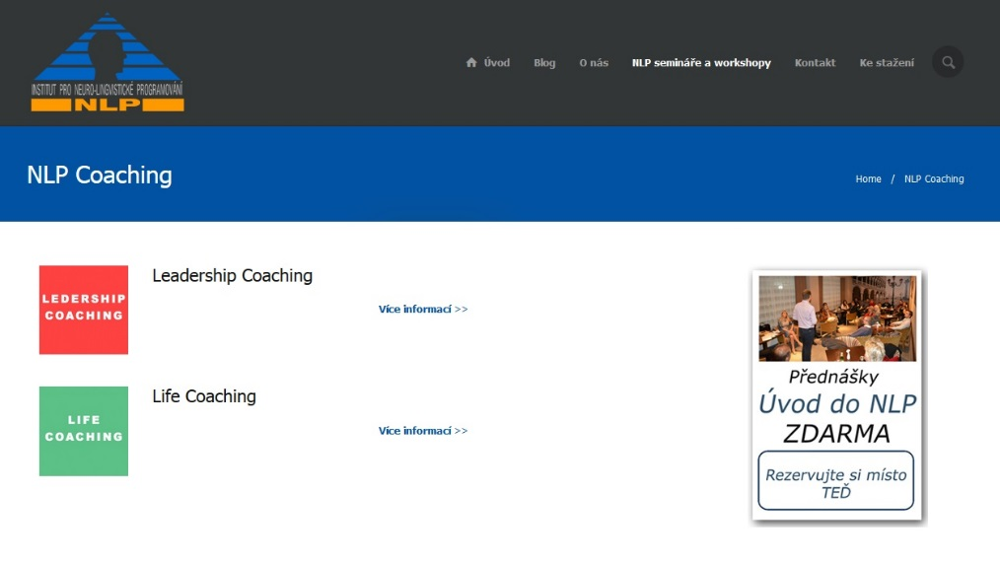 INSTITUT PRO NEURO-LINGVISTICKÉ PROGRAMOVÁNÍ
NLP
Úvod Blog O nás NLP semináře a workshopy Kontakt Ke stažení
NLP Coaching
Home / NLP Coaching
LEDERSHIP
COACHING
Leadership Coaching
Více informací >>
LIFE
COACHING
Life Coaching
Více informací >>
Přednášky
Úvod do NLP
ZDARMA
Rezervujte si místo
TEĎ